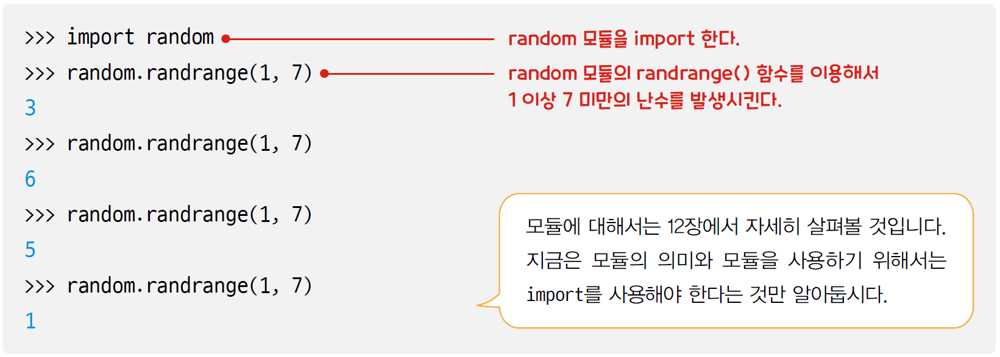 >>> import random
random 모듈을 import 한다.
>>> random.randrange(1, 7)
random 모듈의 randrange() 함수를 이용해서
1 이상 7 미만의 난수를 발생시킨다.
3
>>> random.randrange(1, 7)
6
>>> random.randrange(1, 7)
5
>>> random.randrange(1, 7)
1
모듈에 대해서는 12장에서 자세히 살펴볼 것입니다.
지금은 모듈의 의미와 모듈을 사용하기 위해서는
import를 사용해야 한다는 것만 알아둡시다.